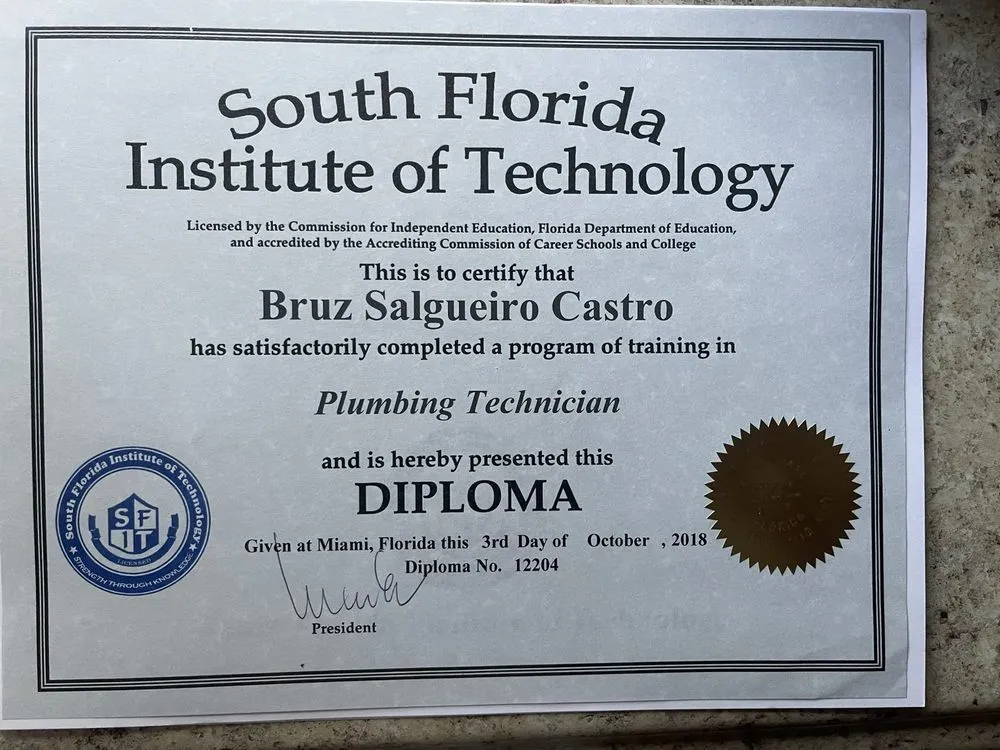 South Florida
Institute of Technology
Licensed by the Commission for Independent Education, Florida Department of Education,
and accredited by the Accrediting Commission of Career Schools and College
This is to certify that
Bruz Salgueiro Castro
has satisfactorily completed a program of training in
Plumbing Technician
and is hereby presented this
DIPLOMA
Given at Miami, Florida this 3rd Day of October , 2018
Diploma No. 12204
President
South Florida Institute of Technology
SF
IT
LICENSED
★ STRENGTH THROUGH KNOWLEDGE ★